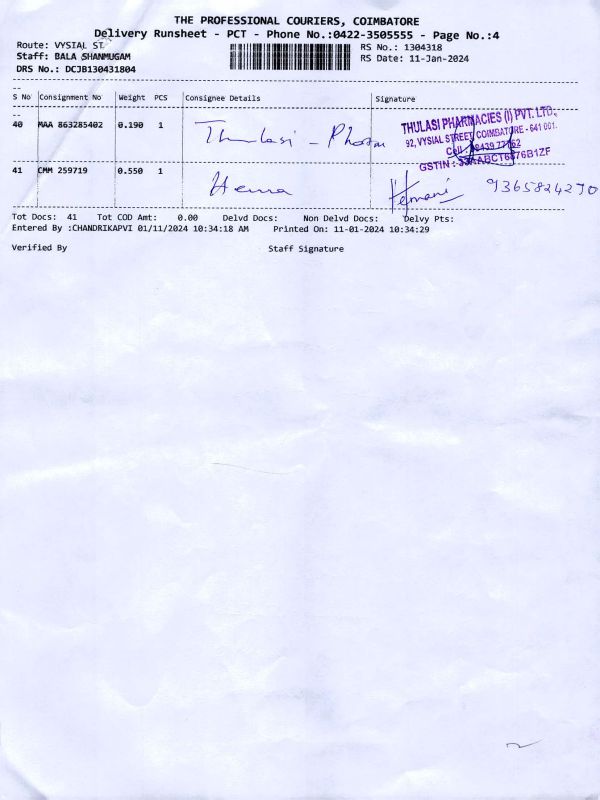 THE PROFESSIONAL COURIERS, COIMBATORE
Delivery Runsheet - PCT - Phone No.:0422-3505555 - Page No.:4
Route: VYSIAL ST
Staff: BALA SHANMUGAM
DRS No.: DCJB130431804
RS No.: 1304318
RS Date: 11-Jan-2024
S No Consignment No Weight PCS Consignee Details Signature
40 MAA 863285402 0.190 1 Thulasi - Pharm
THULASI PHARMACIES (I) PVT. LTD.,
92, VYSIAL STREET, COIMBATORE - 641 001.
Cell :
GSTIN :
41 CMM 259719 0.550 1 Hema Hemani 9365824270
Tot Docs: 41 Tot COD Amt: 0.00 Delvd Docs: Non Delvd Docs: Delvy Pts:
Entered By :CHANDRIKAPVI 01/11/2024 10:34:18 AM Printed On: 11-01-2024 10:34:29
Verified By Staff Signature